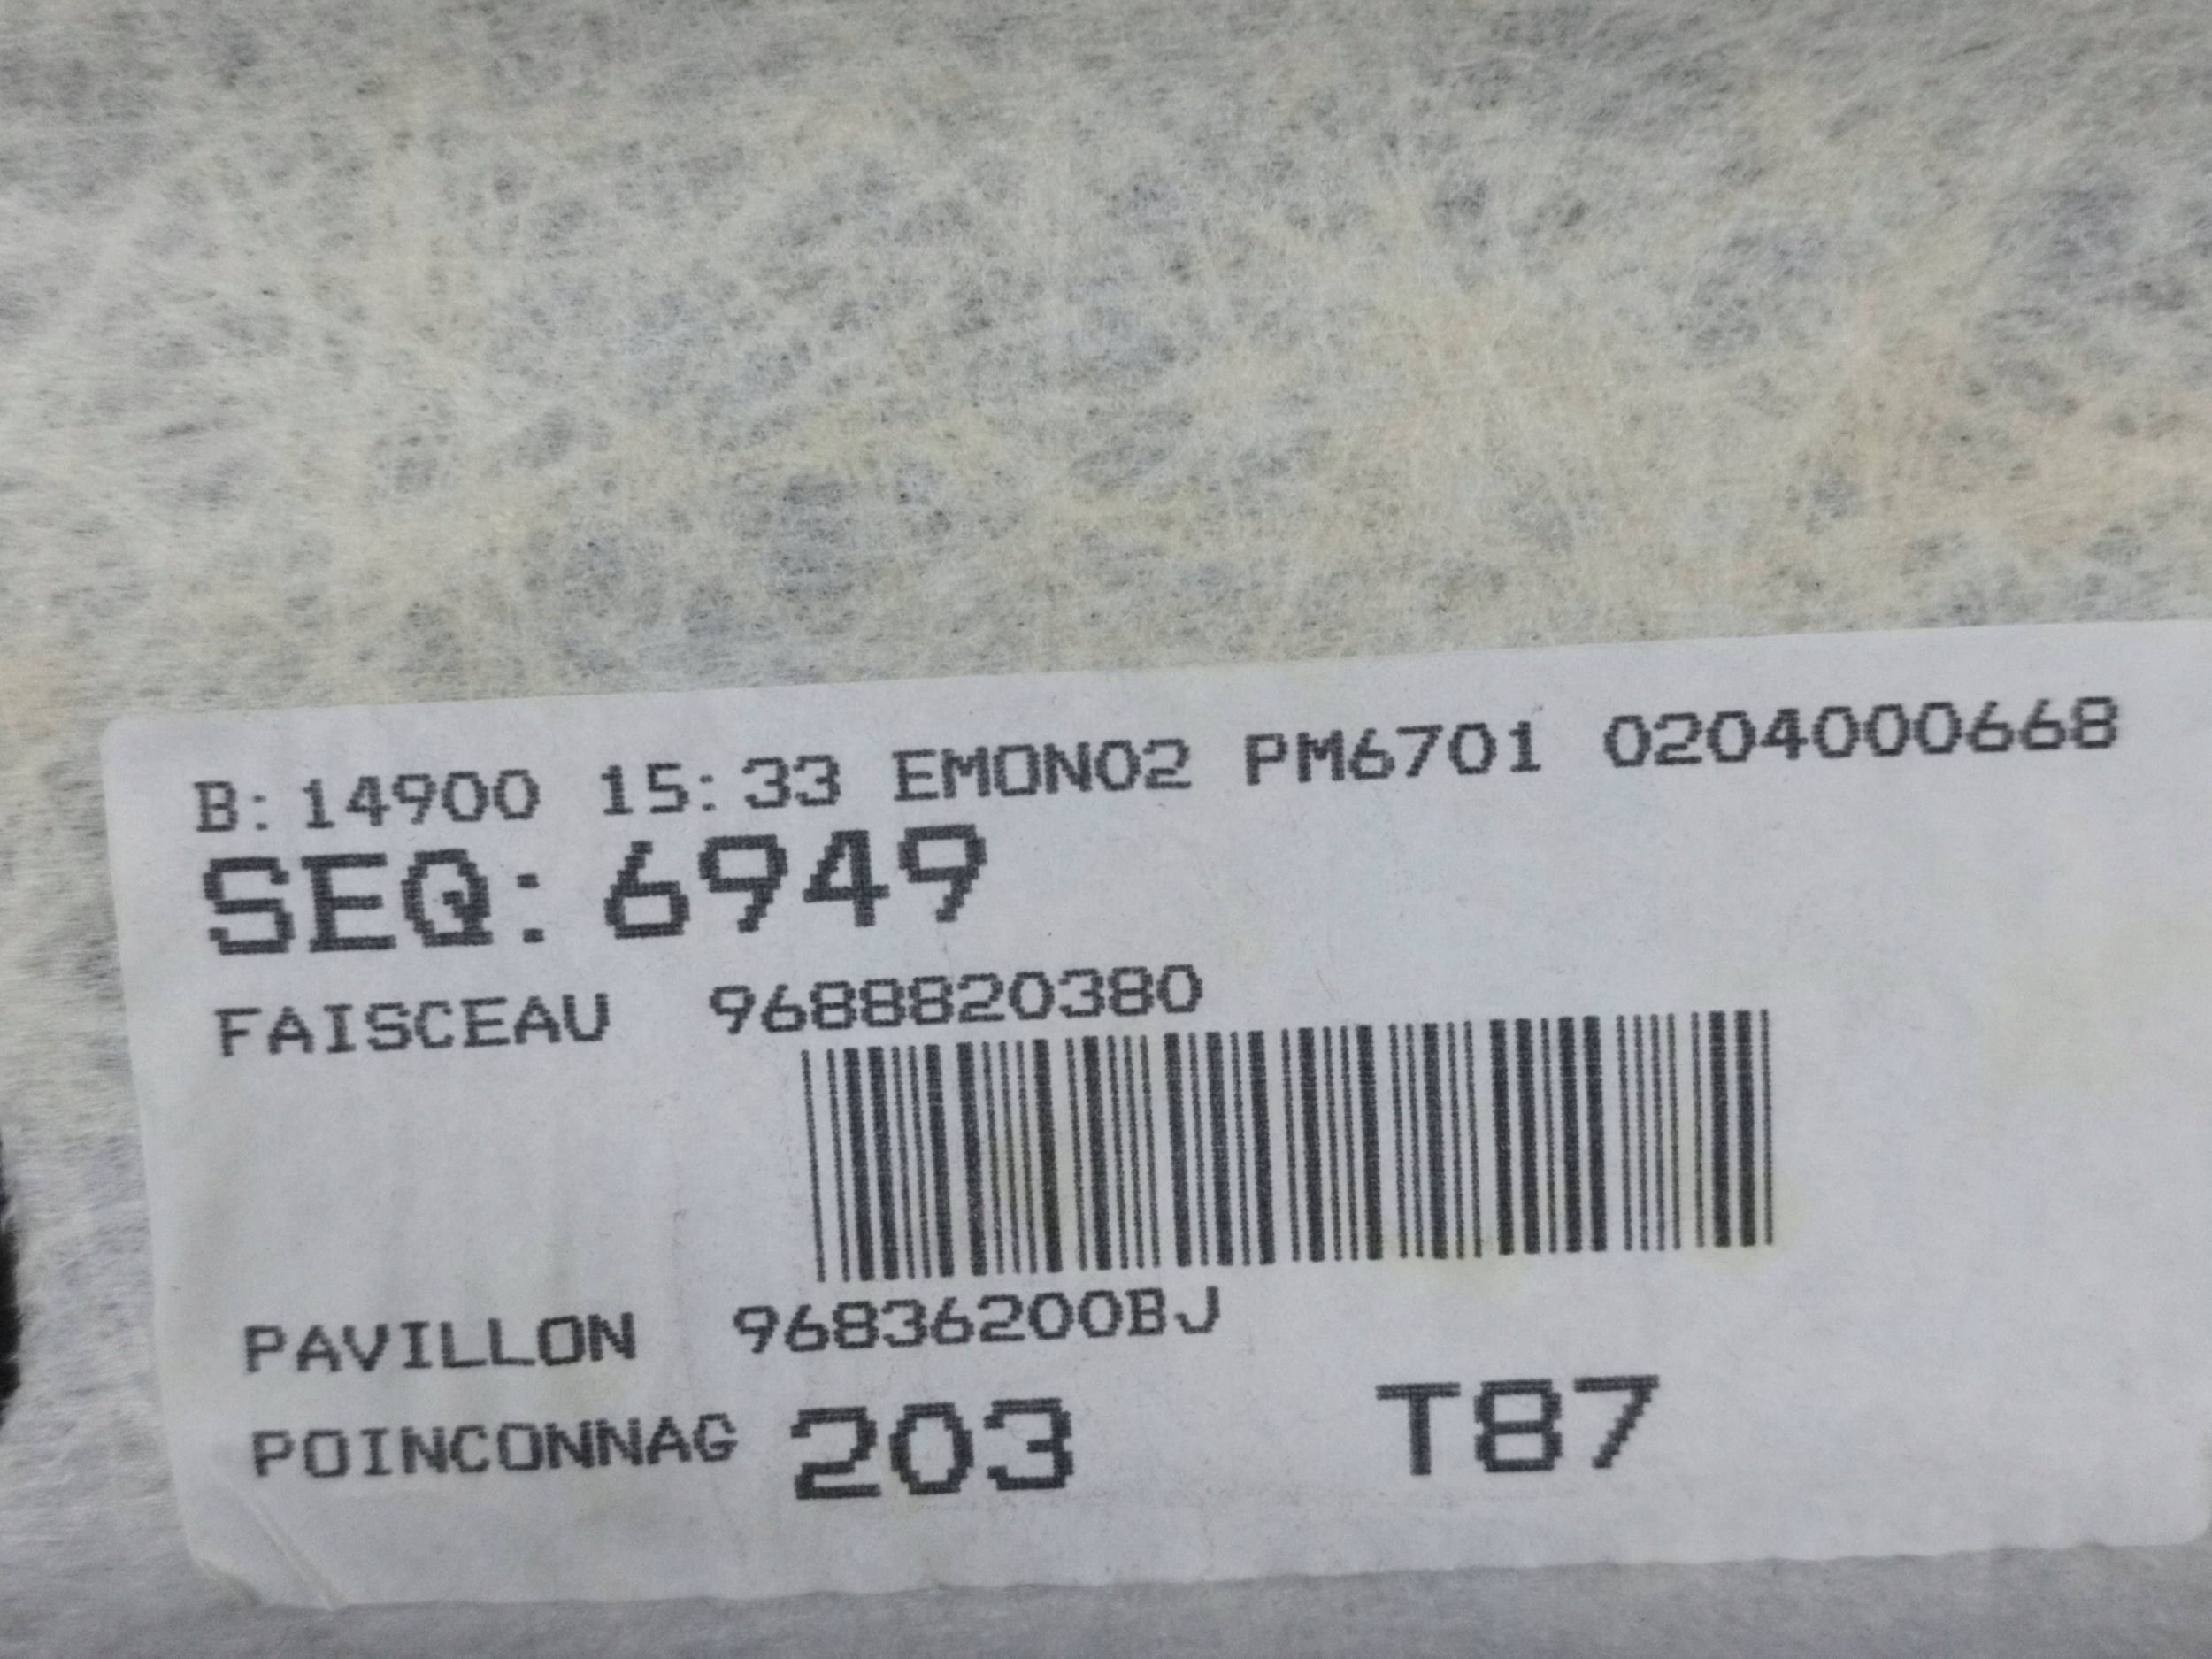 B:14900 15:33 EMON02 PM6701 0204000668
SEQ: 6949
FAISCEAU 9688820380
PAVILLON 96836200BJ
POINCONNAG 203 T87